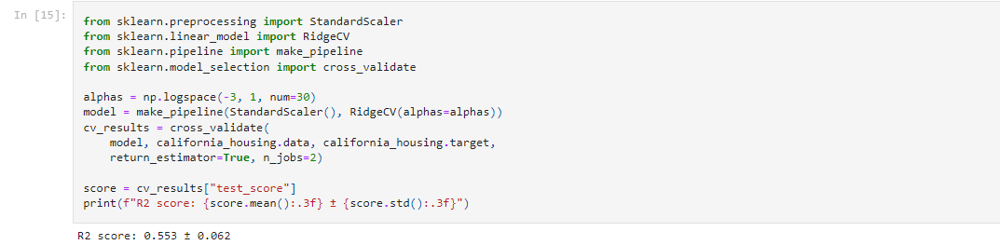 In [15]:
from sklearn.preprocessing import StandardScaler
from sklearn.linear_model import RidgeCV
from sklearn.pipeline import make_pipeline
from sklearn.model_selection import cross_validate

alphas = np.logspace(-3, 1, num=30)
model = make_pipeline(StandardScaler(), RidgeCV(alphas=alphas))
cv_results = cross_validate(
    model, california_housing.data, california_housing.target,
    return_estimator=True, n_jobs=2)

score = cv_results["test_score"]
print(f"R2 score: {score.mean():.3f} ± {score.std():.3f}")
R2 score: 0.553 ± 0.062